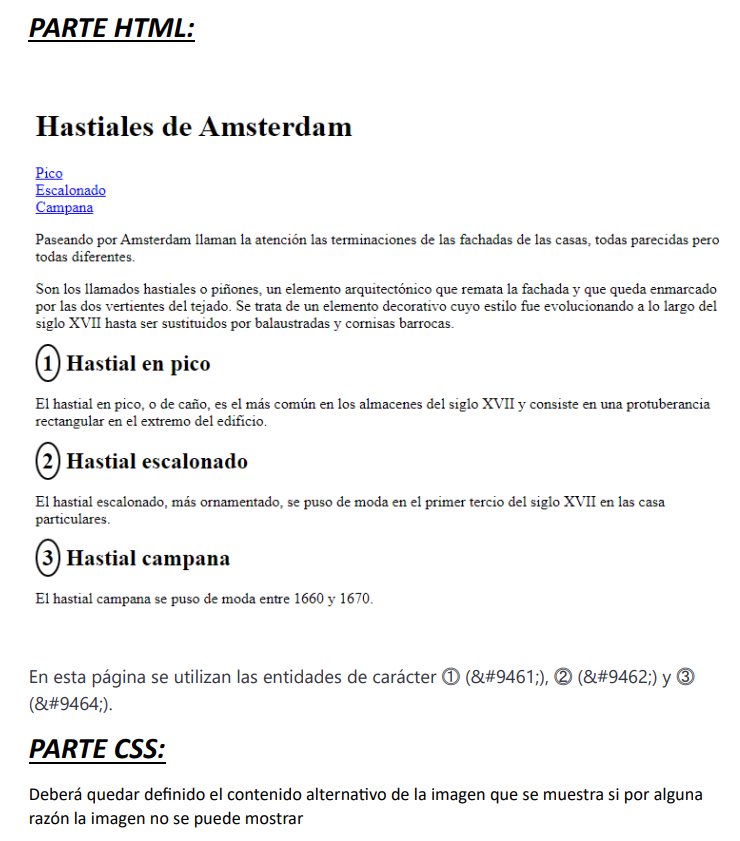 PARTE HTML:
Hastiales de Amsterdam
Pico
Escalonado
Campana
Paseando por Amsterdam llaman la atención las terminaciones de las fachadas de las casas, todas parecidas pero
todas diferentes.
Son los llamados hastiales o piñones, un elemento arquitectónico que remata la fachada y que queda enmarcado
por las dos vertientes del tejado. Se trata de un elemento decorativo cuyo estilo fue evolucionando a lo largo del
siglo XVII hasta ser sustituidos por balaustradas y cornisas barrocas.
① Hastial en pico
El hastial en pico, o de caño, es el más común en los almacenes del siglo XVII y consiste en una protuberancia
rectangular en el extremo del edificio.
② Hastial escalonado
El hastial escalonado, más ornamentado, se puso de moda en el primer tercio del siglo XVII en las casa
particulares.
③ Hastial campana
El hastial campana se puso de moda entre 1660 y 1670.
En esta página se utilizan las entidades de carácter ⓵ (&#9461;), ⓶ (&#9462;) y ⓷
(&#9464;).
PARTE CSS:
Deberá quedar definido el contenido alternativo de la imagen que se muestra si por alguna
razón la imagen no se puede mostrar